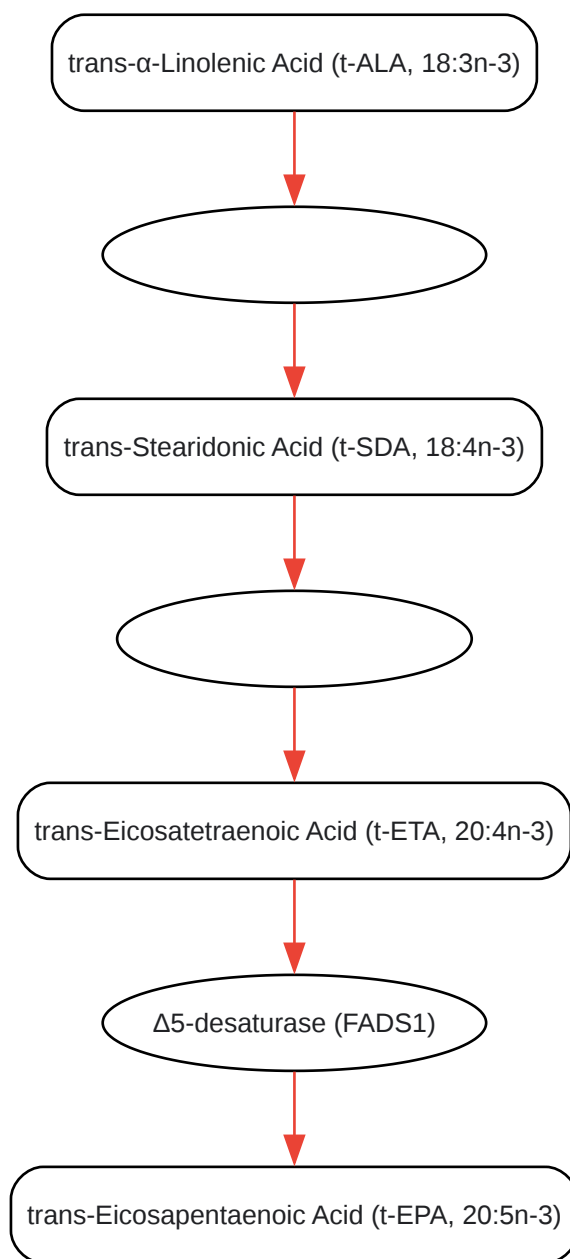 trans-α-Linolenic Acid (t-ALA, 18:3n-3)
trans-Stearidonic Acid (t-SDA, 18:4n-3)
trans-Eicosatetraenoic Acid (t-ETA, 20:4n-3)
Δ5-desaturase (FADS1)
trans-Eicosapentaenoic Acid (t-EPA, 20:5n-3)